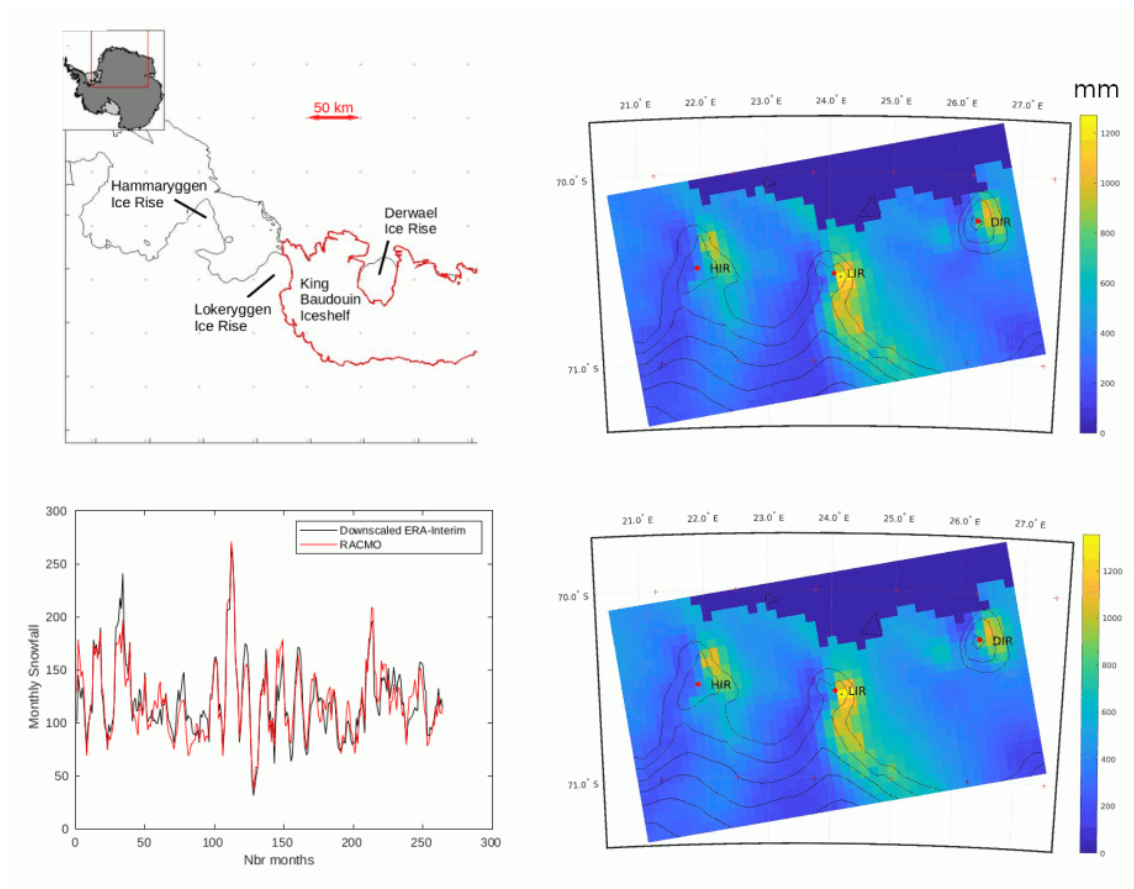 50 km
Hammaryggen
Ice Rise
Derwael
Ice Rise
Lokeryggen
Ice Rise
King
Baudouin
Iceshelf
mm
21.0° E
22.0° E
23.0° E
24.0° E
25.0° E
26.0° E
27.0° E
70.0° S
71.0° S
HIR
LIR
DIR
1200
1000
800
600
400
200
0
Downscaled ERA-Interim
RACMO
Monthly Snowfall
300
250
200
150
100
50
0
0
50
100
150
200
250
300
Nbr months
21.0° E
22.0° E
23.0° E
24.0° E
25.0° E
26.0° E
27.0° E
70.0° S
71.0° S
HIR
LIR
DIR
1200
1000
800
600
400
200
0